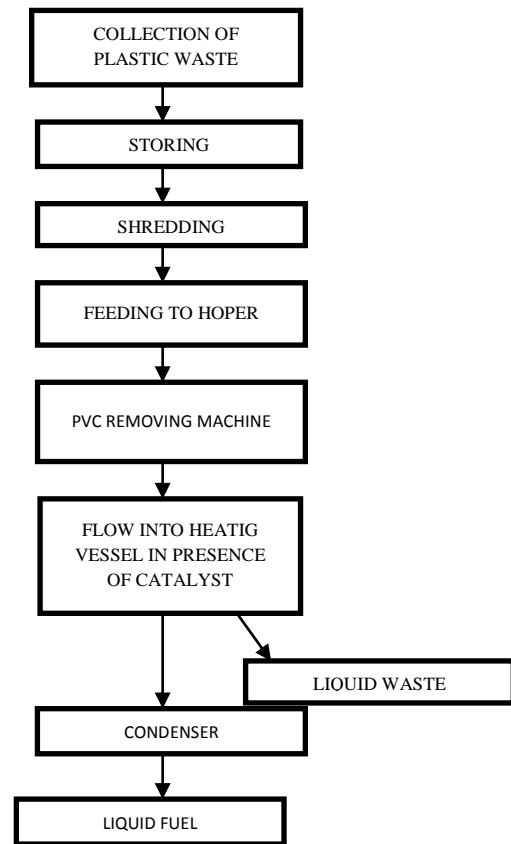 COLLECTION OF
PLASTIC WASTE
STORING
SHREDDING
FEEDING TO HOPER
PVC REMOVING MACHINE
FLOW INTO HEATIG
VESSEL IN PRESENCE
OF CATALYST
LIQUID WASTE
CONDENSER
LIQUID FUEL